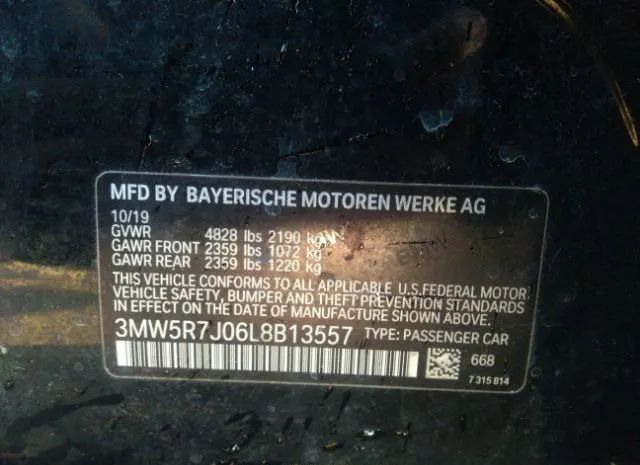 MFD BY BAYERISCHE MOTOREN WERKE AG
10/19
GVWR 4828 lbs 2190 kg
GAWR FRONT 2359 lbs 1072 kg
GAWR REAR 2359 lbs 1220 kg
THIS VEHICLE CONFORMS TO ALL APPLICABLE U.S.FEDERAL MOTOR
VEHICLE SAFETY, BUMPER AND THEFT PREVENTION STANDARDS
IN EFFECT ON THE DATE OF MANUFACTURE SHOWN ABOVE.
3MW5R7J06L8B13557 TYPE: PASSENGER CAR
668
7 315 814